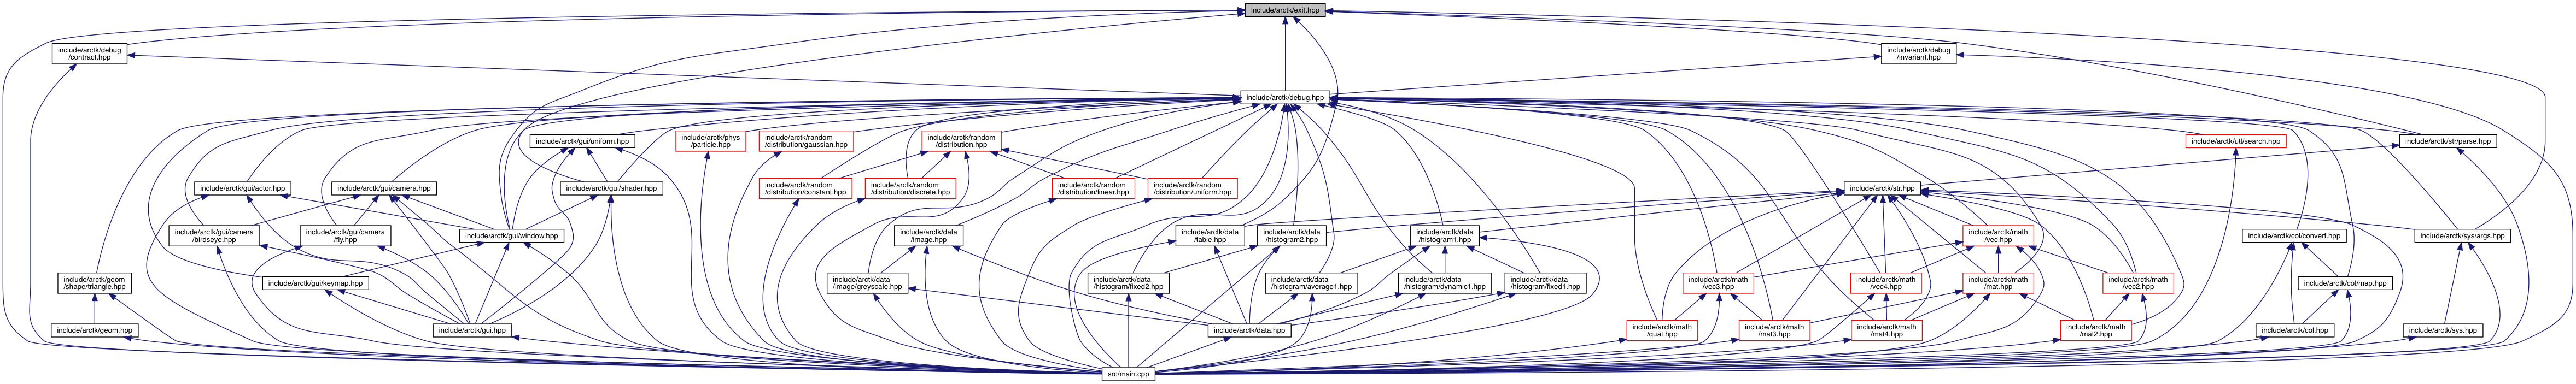 include/arctk/exit.hpp
include/arctk/debug
/contract.hpp
include/arctk/debug
/invariant.hpp
include/arctk/debug.hpp
include/arctk/gui/uniform.hpp
include/arctk/phys
/particle.hpp
include/arctk/random
/distribution/gaussian.hpp
include/arctk/random
/distribution.hpp
include/arctk/utl/search.hpp
include/arctk/str/parse.hpp
include/arctk/gui/actor.hpp
include/arctk/gui/camera.hpp
include/arctk/gui/shader.hpp
include/arctk/random
/distribution/constant.hpp
include/arctk/random
/distribution/discrete.hpp
include/arctk/random
/distribution/linear.hpp
include/arctk/random
/distribution/uniform.hpp
include/arctk/str.hpp
include/arctk/gui/camera
/birdseye.hpp
include/arctk/gui/camera
/fly.hpp
include/arctk/gui/window.hpp
include/arctk/data
/image.hpp
include/arctk/data
/table.hpp
include/arctk/data
/histogram2.hpp
include/arctk/data
/histogram1.hpp
include/arctk/math
/vec.hpp
include/arctk/col/convert.hpp
include/arctk/sys/args.hpp
include/arctk/geom
/shape/triangle.hpp
include/arctk/gui/keymap.hpp
include/arctk/data
/image/greyscale.hpp
include/arctk/data
/histogram/fixed2.hpp
include/arctk/data
/histogram/average1.hpp
include/arctk/data
/histogram/dynamic1.hpp
include/arctk/data
/histogram/fixed1.hpp
include/arctk/math
/vec3.hpp
include/arctk/math
/vec4.hpp
include/arctk/math
/mat.hpp
include/arctk/math
/vec2.hpp
include/arctk/col/map.hpp
include/arctk/geom.hpp
include/arctk/gui.hpp
include/arctk/data.hpp
include/arctk/math
/quat.hpp
include/arctk/math
/mat3.hpp
include/arctk/math
/mat4.hpp
include/arctk/math
/mat2.hpp
include/arctk/col.hpp
include/arctk/sys.hpp
src/main.cpp